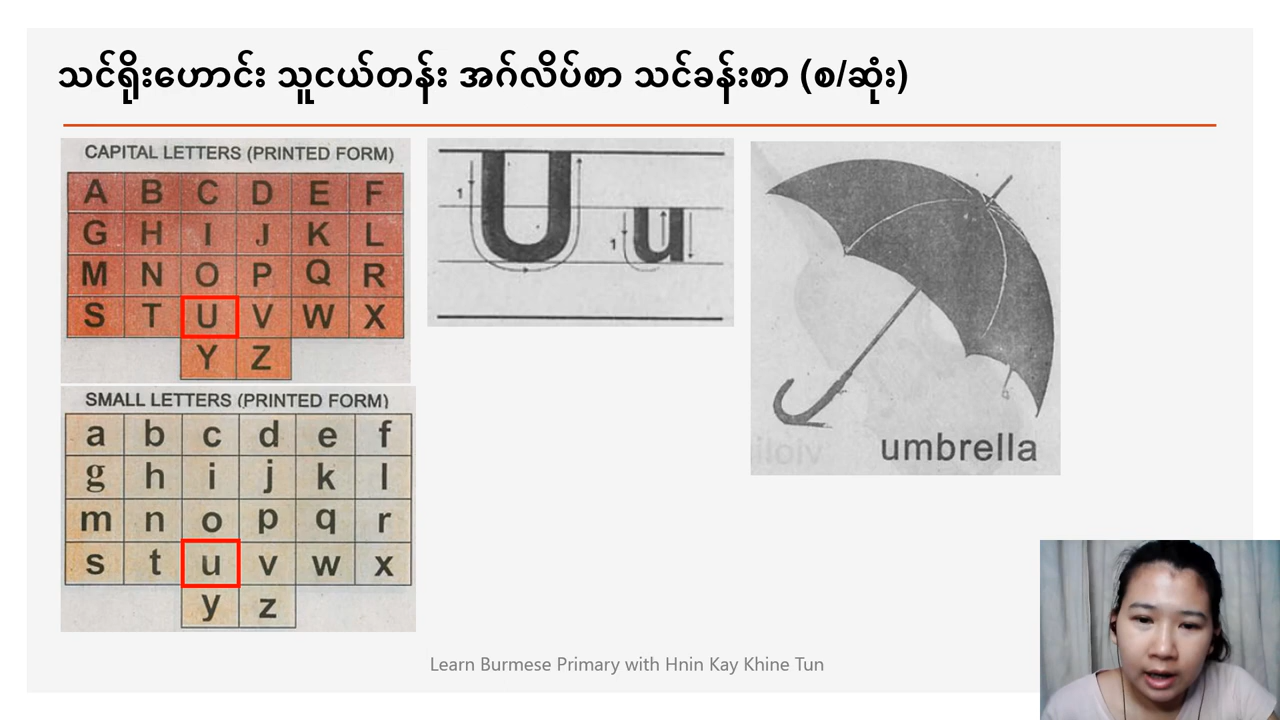 သင်ရိုးဟောင်း သူငယ်တန်း အင်္ဂလိပ်စာ သင်ခန်းစာ (စ/ဆုံး)
CAPITAL LETTERS (PRINTED FORM)
A B C D E F
G H I J K L
M N O P Q R
S T U V W X
Y Z
SMALL LETTERS (PRINTED FORM)
a b c d e f
g h i j k l
m n o p q r
s t u v w x
y z
1 U 1 u
umbrella
Learn Burmese Primary with Hnin Kay Khine Tun